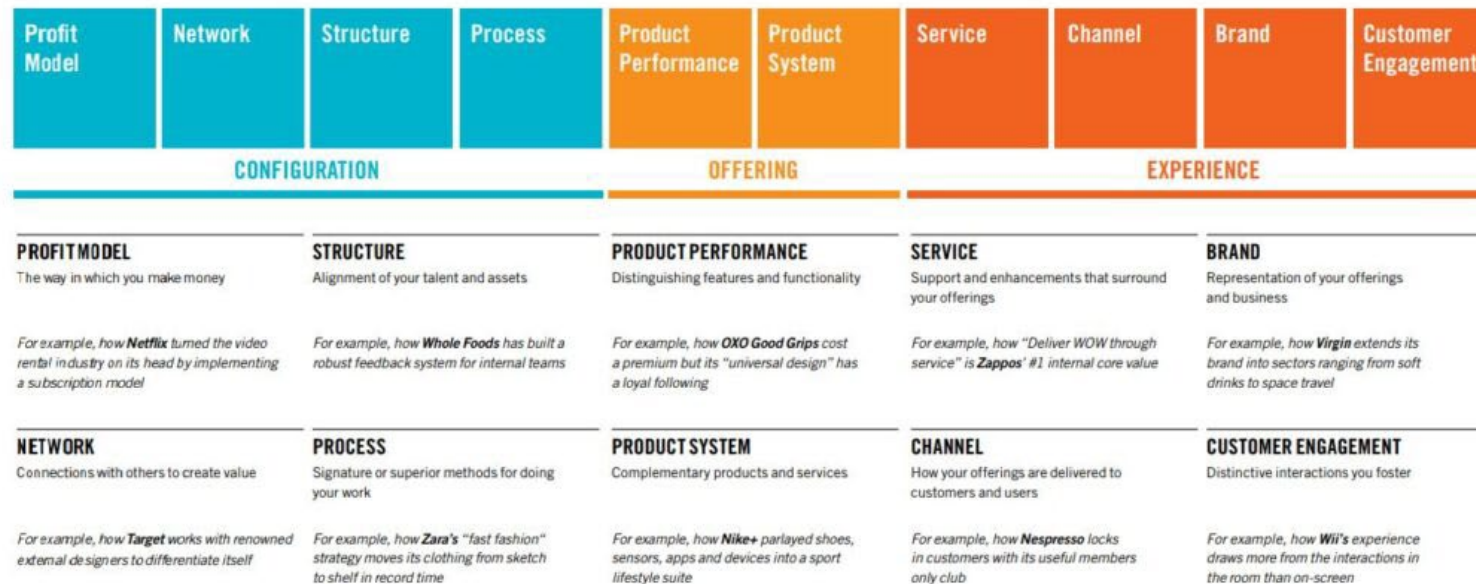 Profit
Model
Network
Structure
Process
Product
Performance
Product
System
Service
Channel
Brand
Customer
Engagement
CONFIGURATION
OFFERING
EXPERIENCE
PROFIT MODEL
The way in which you make money
For example, how Netflix turned the video
rental industry on its head by implementing
a subscription model
STRUCTURE
Alignment of your talent and assets
For example, how Whole Foods has built a
robust feedback system for internal teams
PRODUCT PERFORMANCE
Distinguishing features and functionality
For example, how OXO Good Grips cost
a premium but its "universal design" has
a loyal following
SERVICE
Support and enhancements that surround
your offerings
For example, how "Deliver WOW through
service" is Zappos' #1 internal core value
BRAND
Representation of your offerings
and business
For example, how Virgin extends its
brand into sectors ranging from soft
drinks to space travel
NETWORK
Connections with others to create value
For example, how Target works with renowned
external designers to differentiate itself
PROCESS
Signature or superior methods for doing
your work
For example, how Zara's "fast fashion"
strategy moves its clothing from sketch
to shelf in record time
PRODUCT SYSTEM
Complementary products and services
For example, how Nike+ parlayed shoes,
sensors, apps and devices into a sport
lifestyle suite
CHANNEL
How your offerings are delivered to
customers and users
For example, how Nespresso locks
in customers with its useful members
only club
CUSTOMER ENGAGEMENT
Distinctive interactions you foster
For example, how Wii's experience
draws more from the interactions in
the room than on-screen